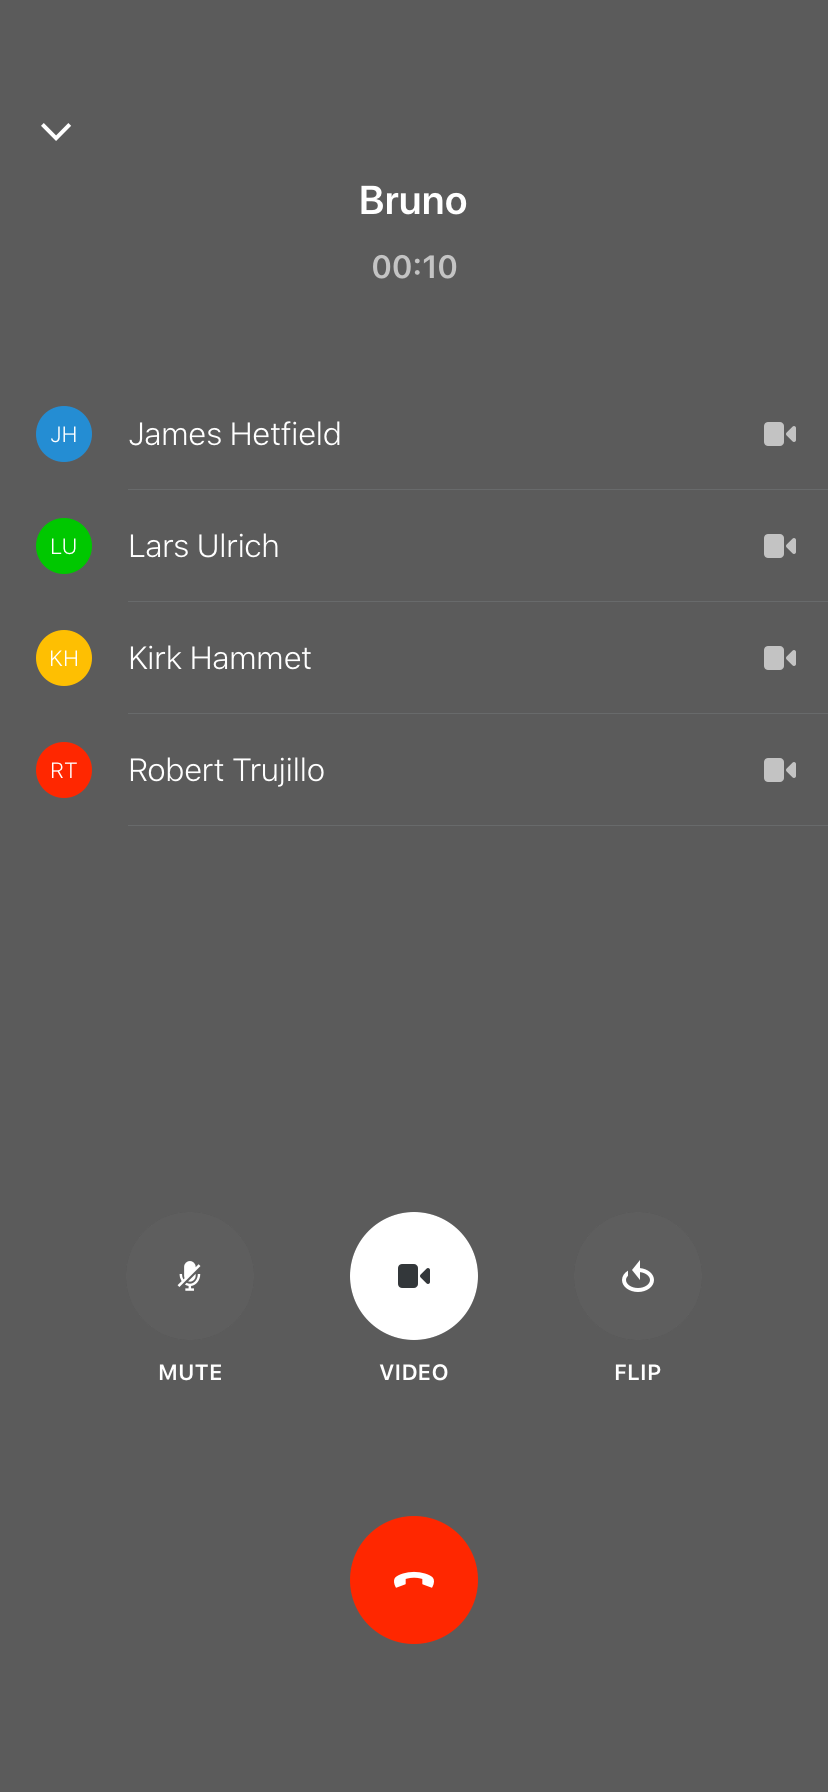 Bruno
00:10
JH James Hetfield
LU Lars Ulrich
KH Kirk Hammet
RT Robert Trujillo
MUTE VIDEO FLIP